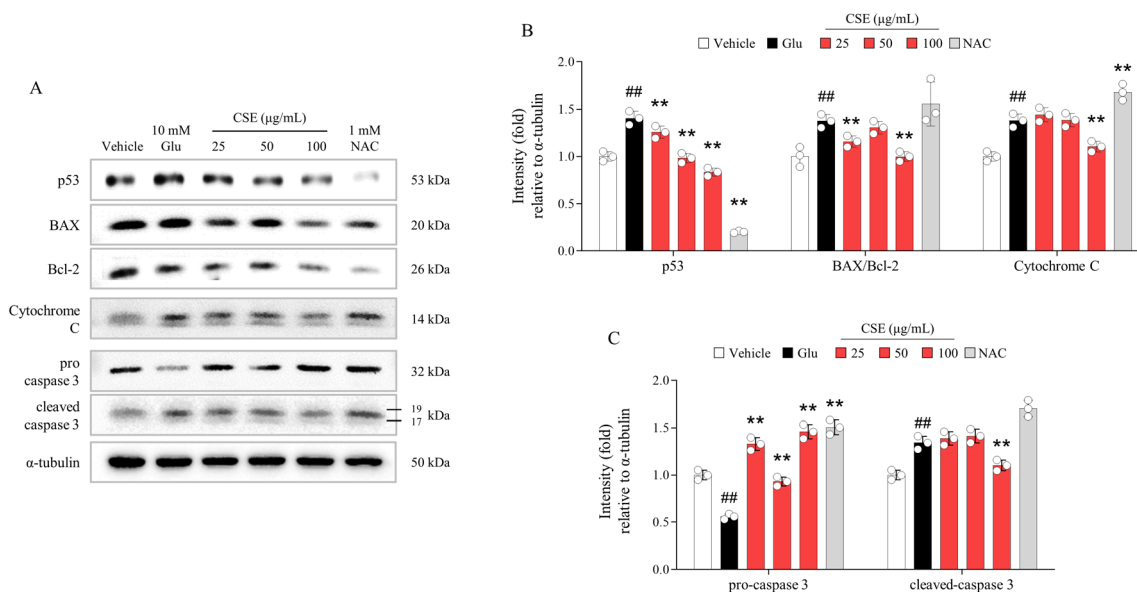 A
10 mM
CSE (μg/mL)
1 mM
Vehicle
Glu
25
50
100
NAC
p53
53 kDa
BAX
20 kDa
Bcl-2
26 kDa
Cytochrome
C
14 kDa
pro
caspase 3
32 kDa
cleaved
caspase 3
19
17
kDa
α-tubulin
50 kDa
B
CSE (μg/mL)
Vehicle Glu 25 50 100 NAC
Intensity (fold)
relative to α-tubulin
2.0
1.5
1.0
0.5
0.0
## ** ** ** **
## ** **
## ** **
p53 BAX/Bcl-2 Cytochrome C
C
CSE (μg/mL)
Vehicle Glu 25 50 100 NAC
Intensity (fold)
relative to α-tubulin
2.0
1.5
1.0
0.5
0.0
## ** ** ** **
## **
pro-caspase 3 cleaved-caspase 3